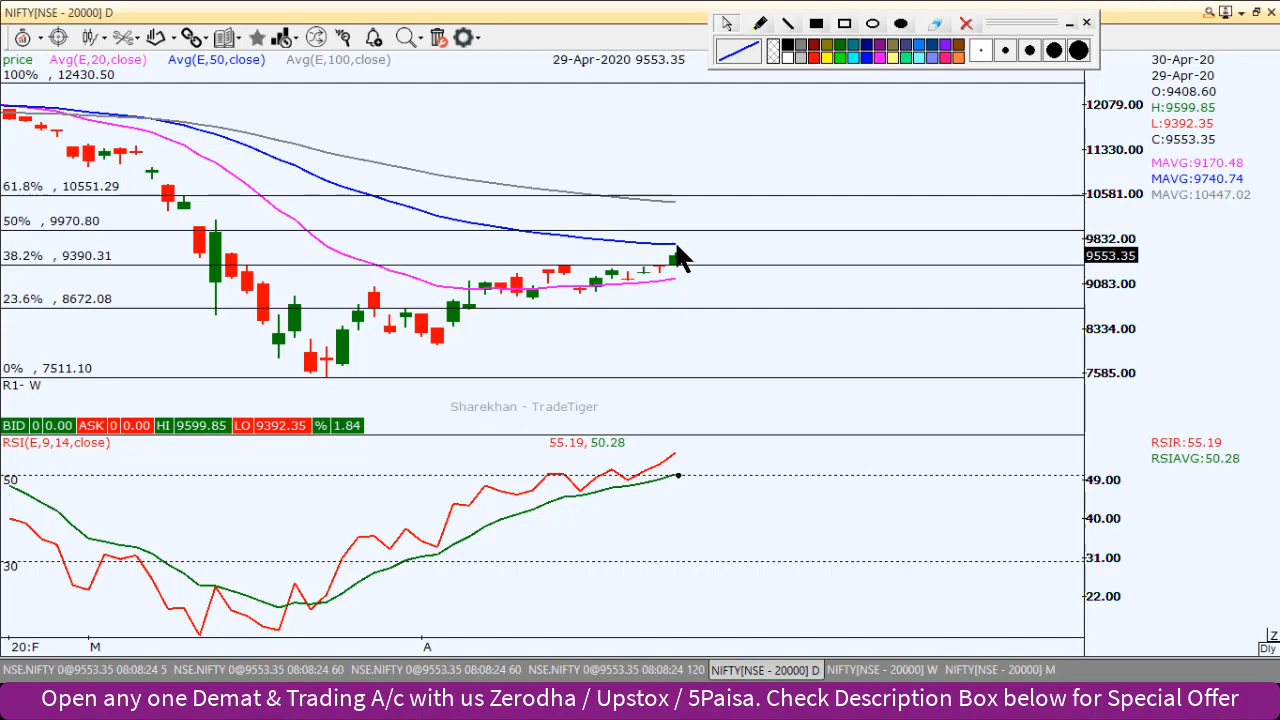 NIFTY[NSE - 20000] D
price Avg(E,20,close) Avg(E,50,close) Avg(E,100,close) 29-Apr-2020 9553.35
100% , 12430.50
61.8% , 10551.29
50% , 9970.80
38.2% , 9390.31
23.6% , 8672.08
0% , 7511.10
R1- W
12079.00
11330.00
10581.00
9832.00
9553.35
9083.00
8334.00
7585.00
30-Apr-20
29-Apr-20
O:9408.60
H:9599.85
L:9392.35
C:9553.35
MAVG:9170.48
MAVG:9740.74
MAVG:10447.02
Sharekhan - TradeTiger
BID 0 0.00 ASK 0 0.00 HI 9599.85 LO 9392.35 % 1.84
RSI(E,9,14,close) 55.19, 50.28
RSIR:55.19
RSIAVG:50.28
50
30
49.00
40.00
31.00
22.00
20:F M A
Z
Dly
NSE.NIFTY 0@9553.35 08:08:24 5 NSE.NIFTY 0@9553.35 08:08:24 60 NSE.NIFTY 0@9553.35 08:08:24 60 NSE.NIFTY 0@9553.35 08:08:24 120 NIFTY[NSE - 20000] D NIFTY[NSE - 20000] W NIFTY[NSE - 20000] M
Open any one Demat & Trading A/c with us Zerodha / Upstox / 5Paisa. Check Description Box below for Special Offer